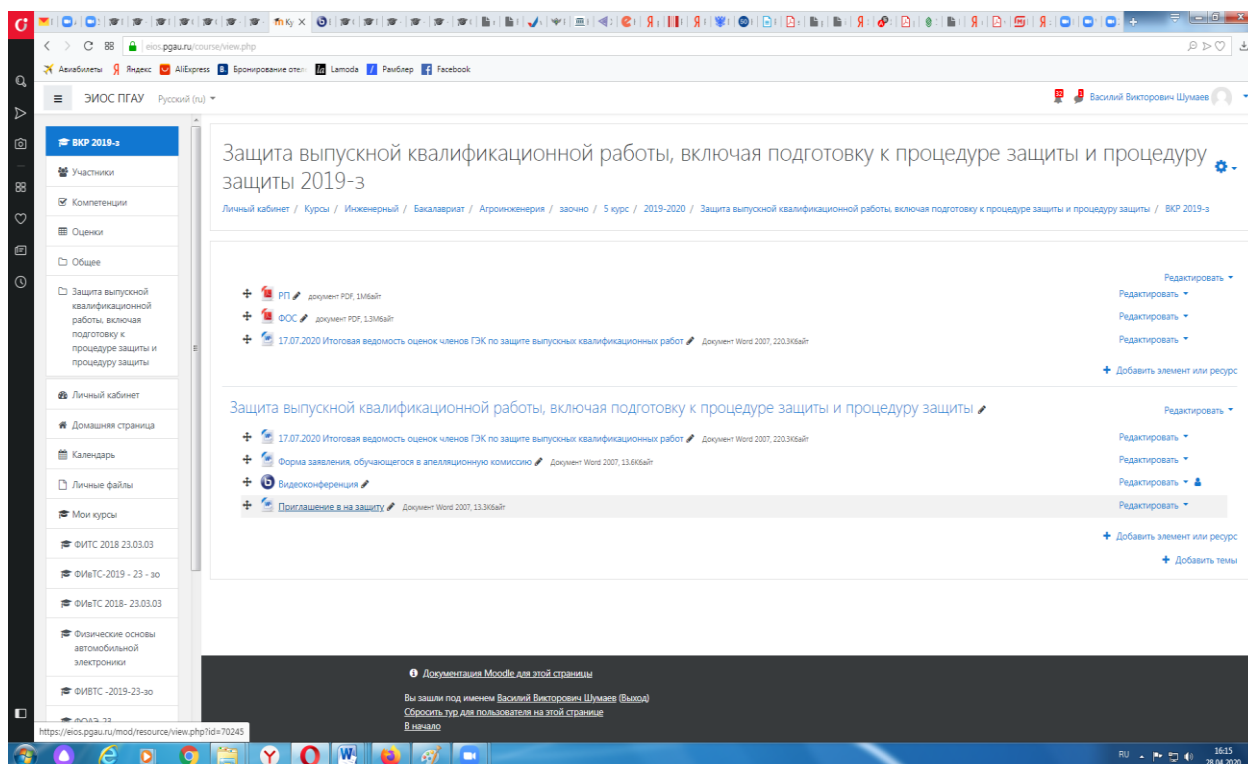 eios.pgau.ru/course/view.php
Авиабилеты Яндекс AliExpress Бронирование отел Lamoda Рамблер Facebook
ЭИОС ПГАУ Русский (ru)
32
Василий Викторович Шумаев
ВКР 2019-з
Участники
Компетенции
Оценки
Общее
Защита выпускной
квалификационной
работы, включая
подготовку к
процедуре защиты и
процедуру защиты
Личный кабинет
Домашняя страница
Календарь
Личные файлы
Мои курсы
ФИТС 2018 23.03.03
ФИвТС-2019 - 23 - зо
ФИвТС 2018- 23.03.03
Физические основы
автомобильной
электроники
ФИВТС -2019-23-зо
Защита выпускной квалификационной работы, включая подготовку к процедуре защиты и процедуру
защиты 2019-з
Личный кабинет / Курсы / Инженерный / Бакалавриат / Агроинженерия / заочно / 5 курс / 2019-2020 / Защита выпускной квалификационной работы, включая подготовку к процедуре защиты и процедуру защиты / ВКР 2019-з
Редактировать
РП документ PDF, 1Мбайт Редактировать
ФОС документ PDF, 1.3Мбайт Редактировать
17.07.2020 Итоговая ведомость оценок членов ГЭК по защите выпускных квалификационных работ Документ Word 2007, 220.3Кбайт Редактировать
Добавить элемент или ресурс
Защита выпускной квалификационной работы, включая подготовку к процедуре защиты и процедуру защиты Редактировать
17.07.2020 Итоговая ведомость оценок членов ГЭК по защите выпускных квалификационных работ Документ Word 2007, 220.3Кбайт Редактировать
Форма заявления, обучающегося в апелляционную комиссию Документ Word 2007, 13.6Кбайт Редактировать
Видеоконференция Редактировать
Приглашение в на защиту Документ Word 2007, 13.3Кбайт Редактировать
Добавить элемент или ресурс
Добавить темы
Документация Moodle для этой страницы
Вы зашли под именем Василий Викторович Шумаев (Выход)
Сбросить тур для пользователя на этой странице
В начало
https://eios.pgau.ru/mod/resource/view.php?id=70245
RU
16:15
28.04.2020